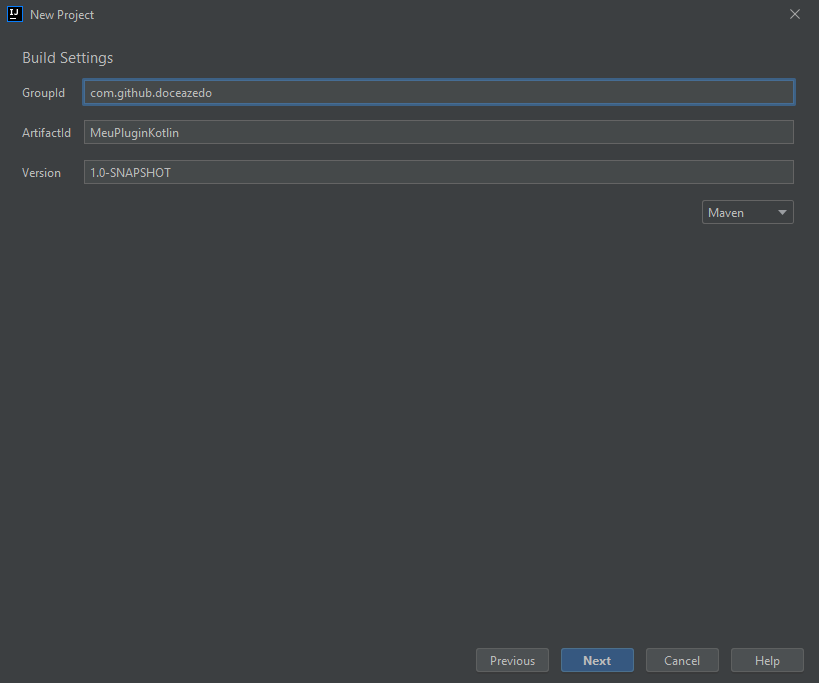 IJ New Project
Build Settings
GroupId com.github.doceazedo
ArtifactId MeuPluginKotlin
Version 1.0-SNAPSHOT
Maven
Previous Next Cancel Help